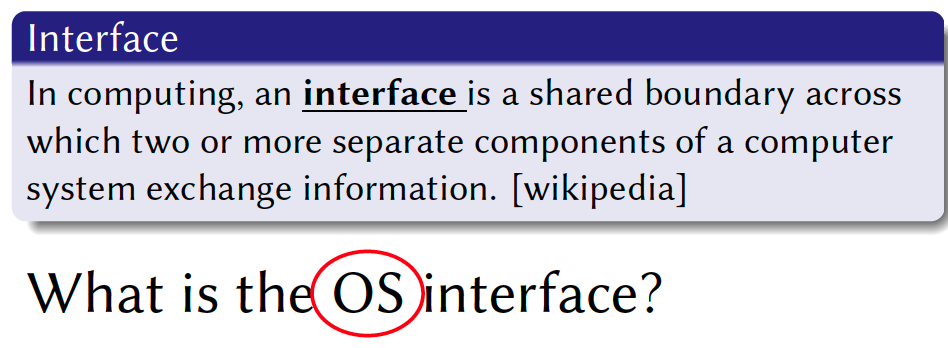 Interface
In computing, an interface is a shared boundary across
which two or more separate components of a computer
system exchange information. [wikipedia]
What is the OS interface?